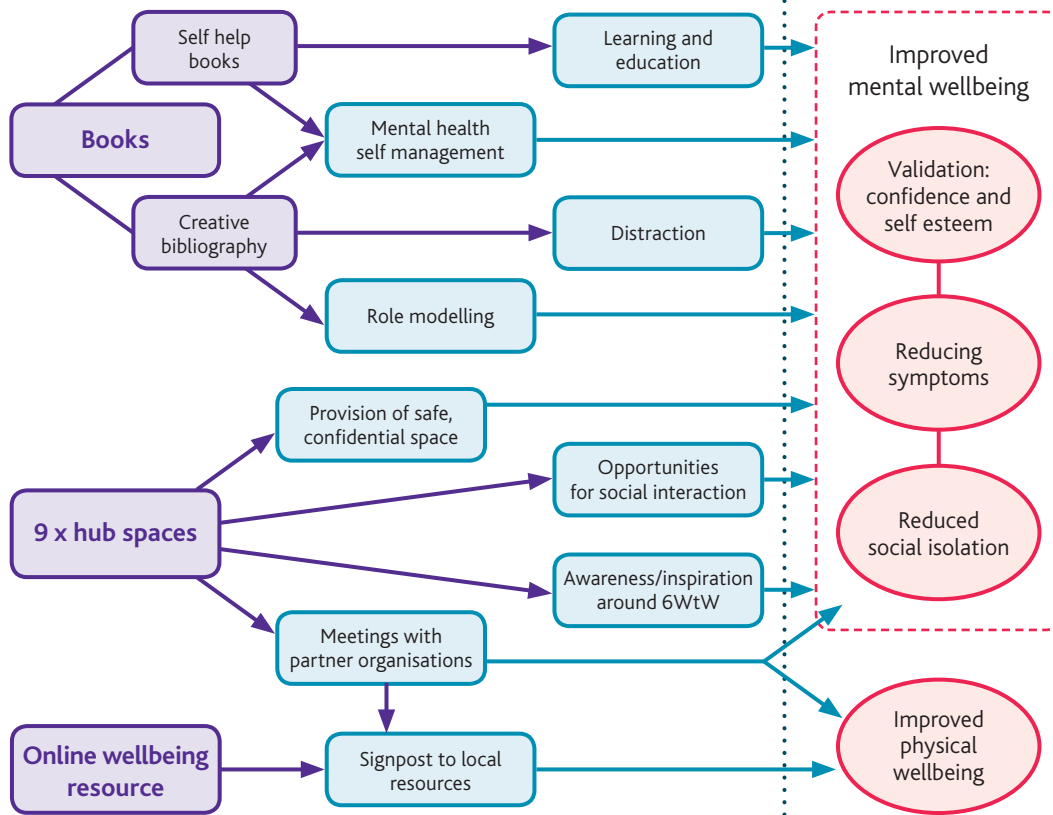 Self help
books
Learning and
education
Improved
mental wellbeing
Books
Mental health
self management
Validation:
confidence and
self esteem
Creative
bibliography
Distraction
Role modelling
Reducing
symptoms
Provision of safe,
confidential space
Opportunities
for social interaction
9 x hub spaces
Reduced
social isolation
Awareness/inspiration
around 6WtW
Meetings with
partner organisations
Improved
physical
wellbeing
Online wellbeing
resource
Signpost to local
resources